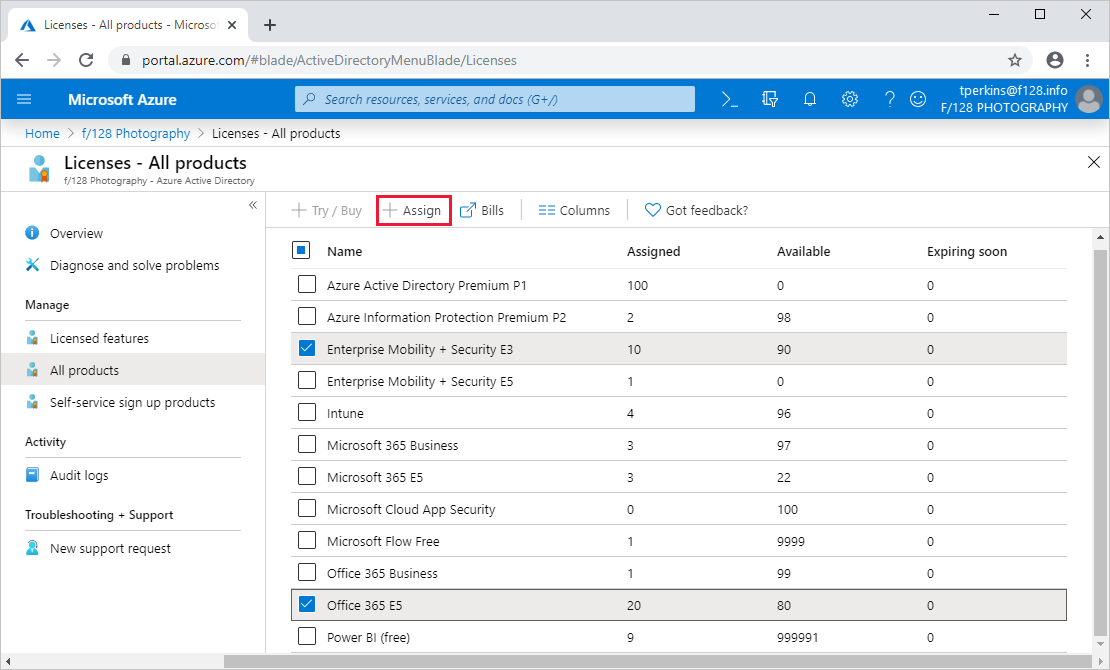 Licenses - All products - Microso
portal.azure.com/#blade/ActiveDirectoryMenuBlade/Licenses
Microsoft Azure
Search resources, services, and docs (G+/)
tperkins@f128.info
F/128 PHOTOGRAPHY
Home > f/128 Photography > Licenses - All products
Licenses - All products
f/128 Photography - Azure Active Directory
Overview
Diagnose and solve problems
Manage
Licensed features
All products
Self-service sign up products
Activity
Audit logs
Troubleshooting + Support
New support request
Try / Buy Assign Bills Columns Got feedback?
Name Assigned Available Expiring soon
Azure Active Directory Premium P1 100 0 0
Azure Information Protection Premium P2 2 98 0
Enterprise Mobility + Security E3 10 90 0
Enterprise Mobility + Security E5 1 0 0
Intune 4 96 0
Microsoft 365 Business 3 97 0
Microsoft 365 E5 3 22 0
Microsoft Cloud App Security 0 100 0
Microsoft Flow Free 1 9999 0
Office 365 Business 1 99 0
Office 365 E5 20 80 0
Power BI (free) 9 999991 0